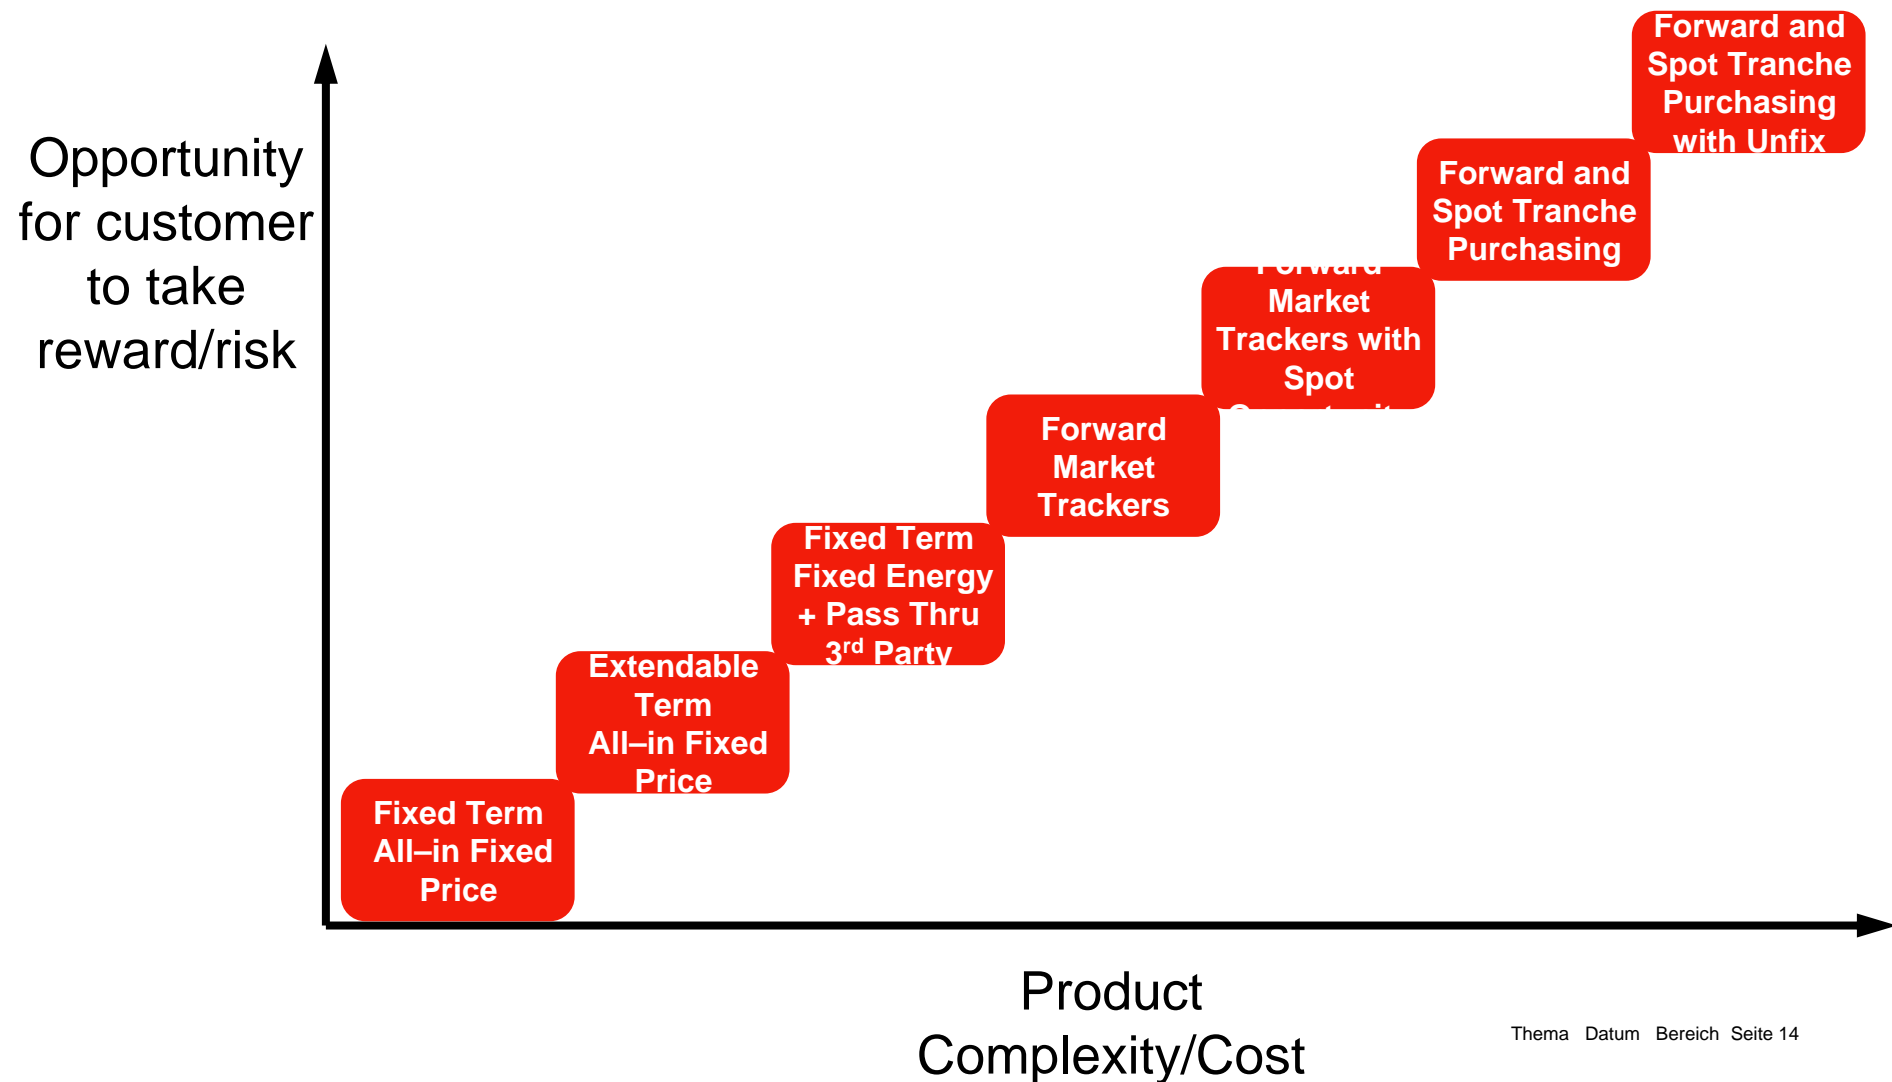 Forward and
Spot Tranche
Purchasing
with Unfix
Opportunity
for customer
to take
reward/risk
Forward and
Spot Tranche
Purchasing
Forward
Market
Trackers with
Spot
Forward
Market
Trackers
Fixed Term
Fixed Energy
+ Pass Thru
3rd Party
Extendable
Term
All–in Fixed
Price
Fixed Term
All–in Fixed
Price
Product
Complexity/Cost
Thema Datum Bereich Seite 14